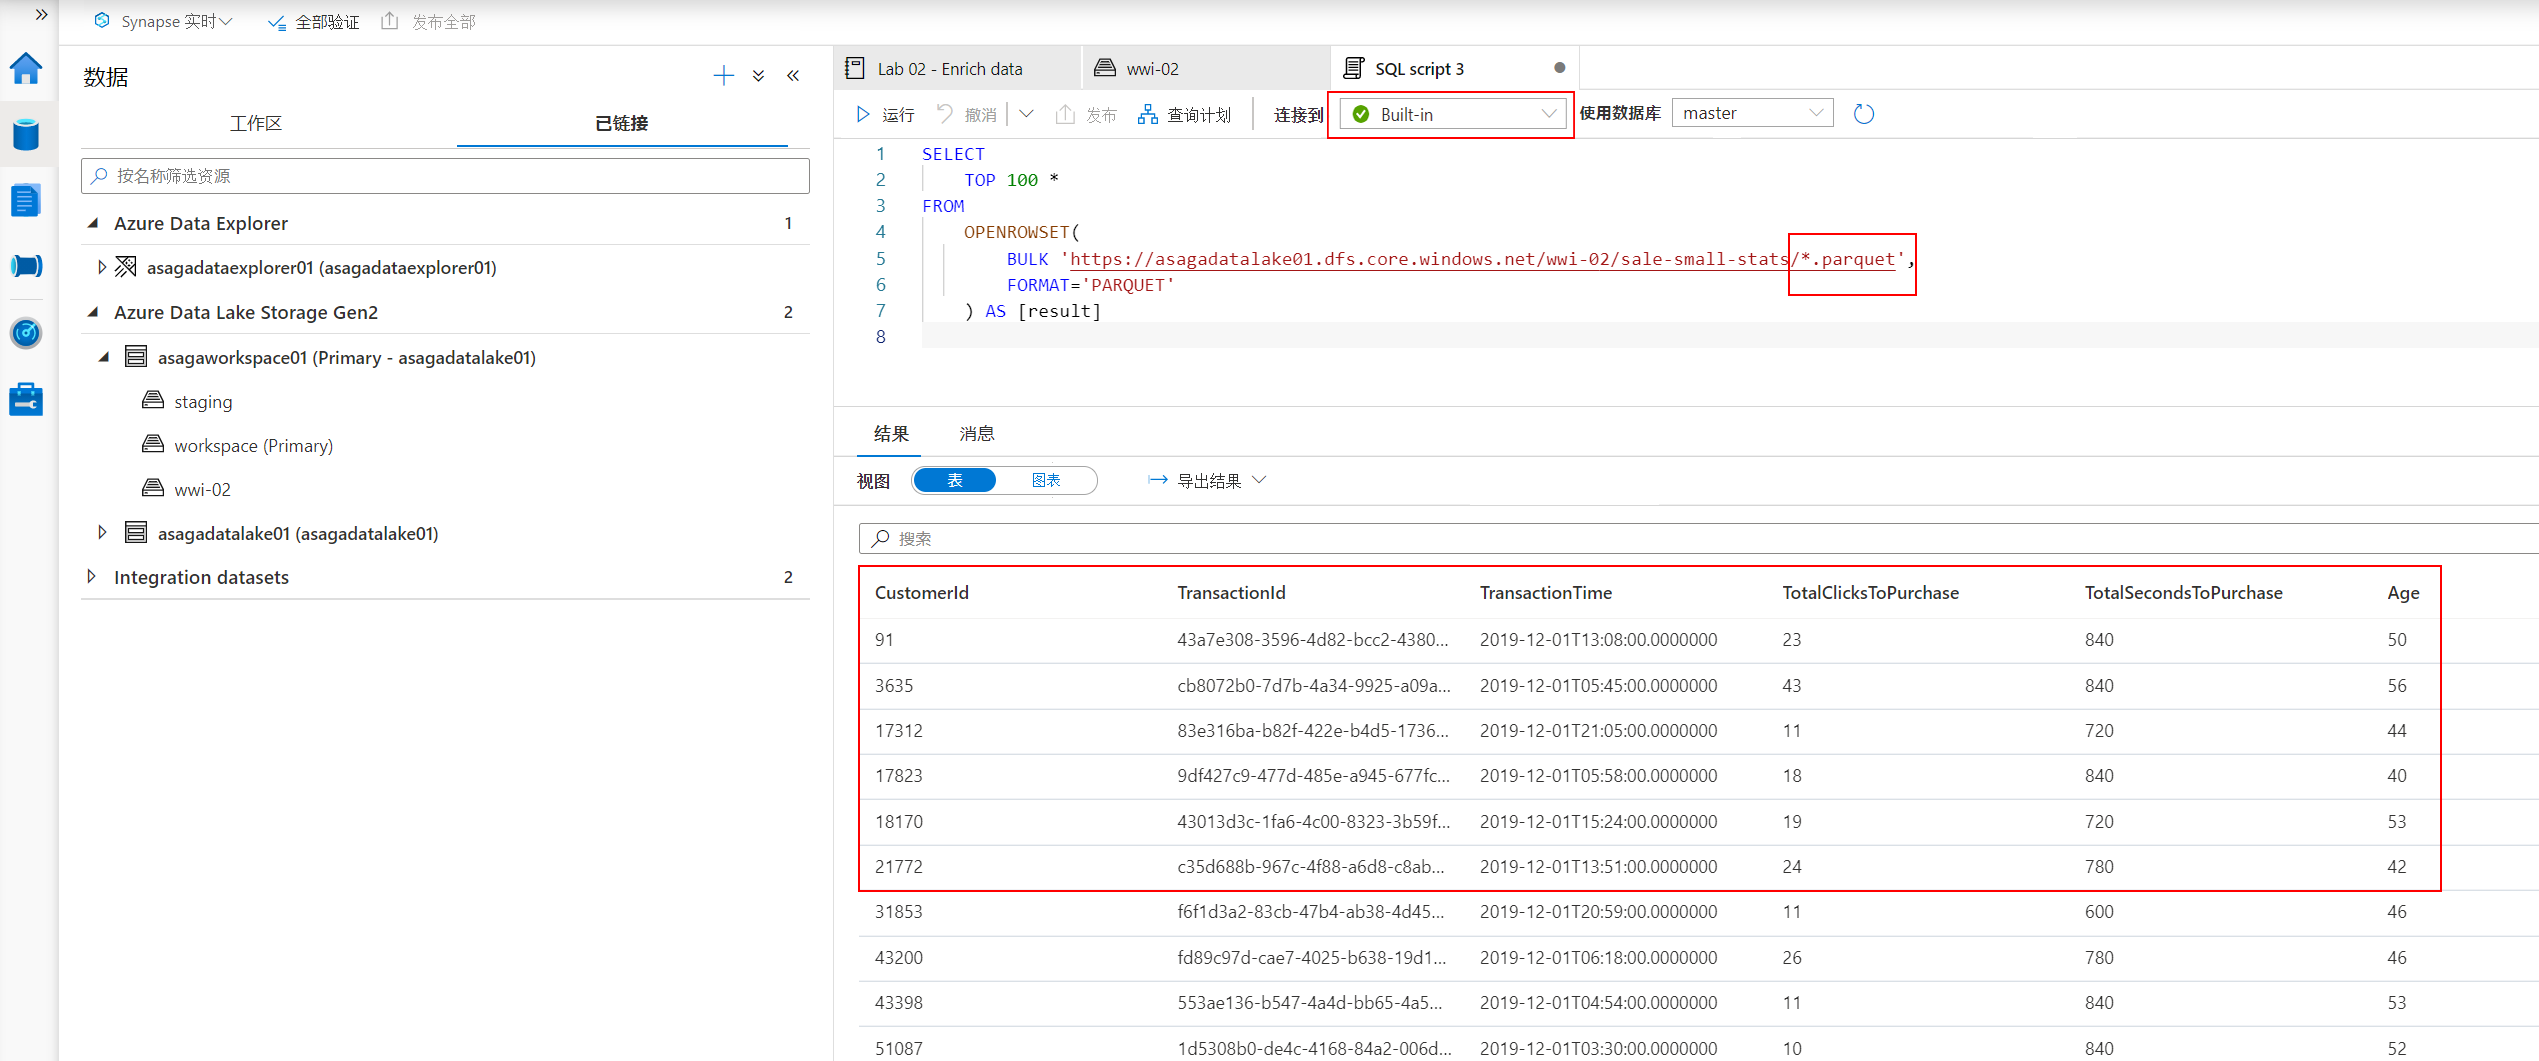 Synapse 实时
全部验证
发布全部
数据
工作区
已链接
按名称筛选资源
Azure Data Explorer 1
asagadataexplorer01 (asagadataexplorer01)
Azure Data Lake Storage Gen2 2
asagaworkspace01 (Primary - asagadatalake01)
staging
workspace (Primary)
wwi-02
asagadatalake01 (asagadatalake01)
Integration datasets 2
Lab 02 - Enrich data
wwi-02
SQL script 3
运行 撤消 发布 查询计划 连接到 Built-in 使用数据库 master
1 SELECT
2 TOP 100 *
3 FROM
4 OPENROWSET(
5 BULK 'https://asagadatalake01.dfs.core.windows.net/wwi-02/sale-small-stats/*.parquet',
6 FORMAT='PARQUET'
7 ) AS [result]
8
结果 消息
视图 表 图表 导出结果
搜索
CustomerId TransactionId TransactionTime TotalClicksToPurchase TotalSecondsToPurchase Age
91 43a7e308-3596-4d82-bcc2-4380... 2019-12-01T13:08:00.0000000 23 840 50
3635 cb8072b0-7d7b-4a34-9925-a09a... 2019-12-01T05:45:00.0000000 43 840 56
17312 83e316ba-b82f-422e-b4d5-1736... 2019-12-01T21:05:00.0000000 11 720 44
17823 9df427c9-477d-485e-a945-677fc... 2019-12-01T05:58:00.0000000 18 840 40
18170 43013d3c-1fa6-4c00-8323-3b59f... 2019-12-01T15:24:00.0000000 19 720 53
21772 c35d688b-967c-4f88-a6d8-c8ab... 2019-12-01T13:51:00.0000000 24 780 42
31853 f6f1d3a2-83cb-47b4-ab38-4d45... 2019-12-01T20:59:00.0000000 11 600 46
43200 fd89c97d-cae7-4025-b638-19d1... 2019-12-01T06:18:00.0000000 26 780 46
43398 553ae136-b547-4a4d-bb65-4a5... 2019-12-01T04:54:00.0000000 11 840 53
51087 1d5308b0-de4c-4168-84a2-006d... 2019-12-01T03:30:00.0000000 10 840 52